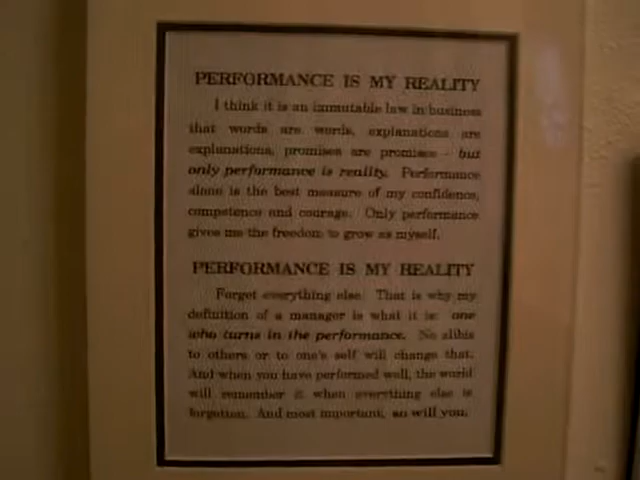 PERFORMANCE IS MY REALITY
I think it is an immutable law in business
that words are words, explanations are
explanations, promises are promises - but
only performance is reality. Performance
alone is the best measure of my confidence,
competence and courage. Only performance
gives me the freedom to grow as myself.
PERFORMANCE IS MY REALITY
Forget everything else. That is why my
definition of a manager is what it is: one
who turns in the performance. No alibis
to others or to one's self will change that.
And when you have performed well, the world
will remember it when everything else is
forgotten. And most important, so will you.